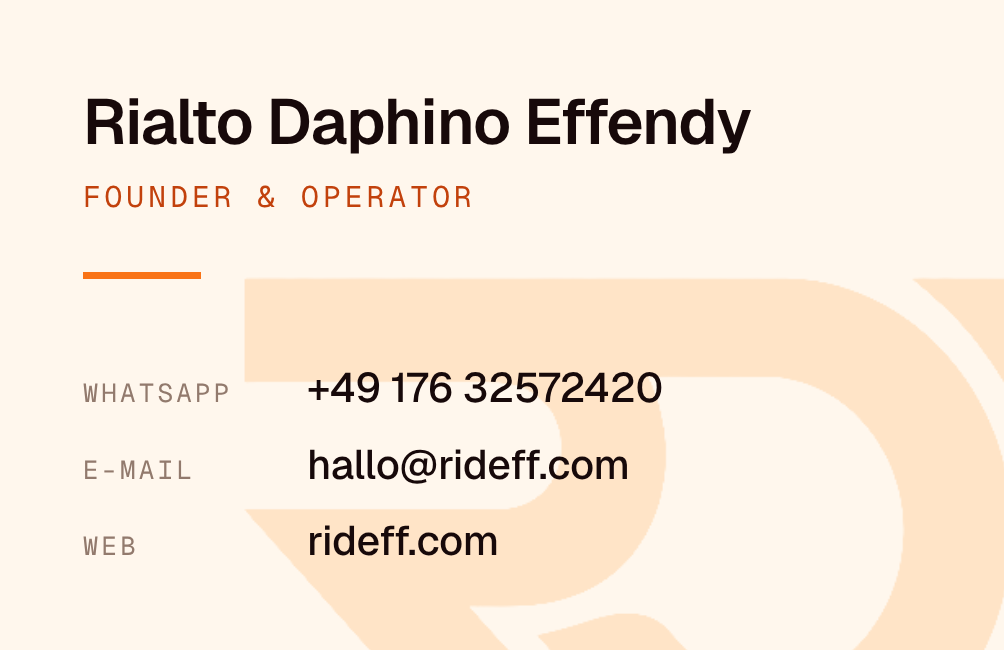 Rialto Daphino Effendy
FOUNDER & OPERATOR
WHATSAPP +49 176 32572420
E-MAIL hallo@rideff.com
WEB rideff.com